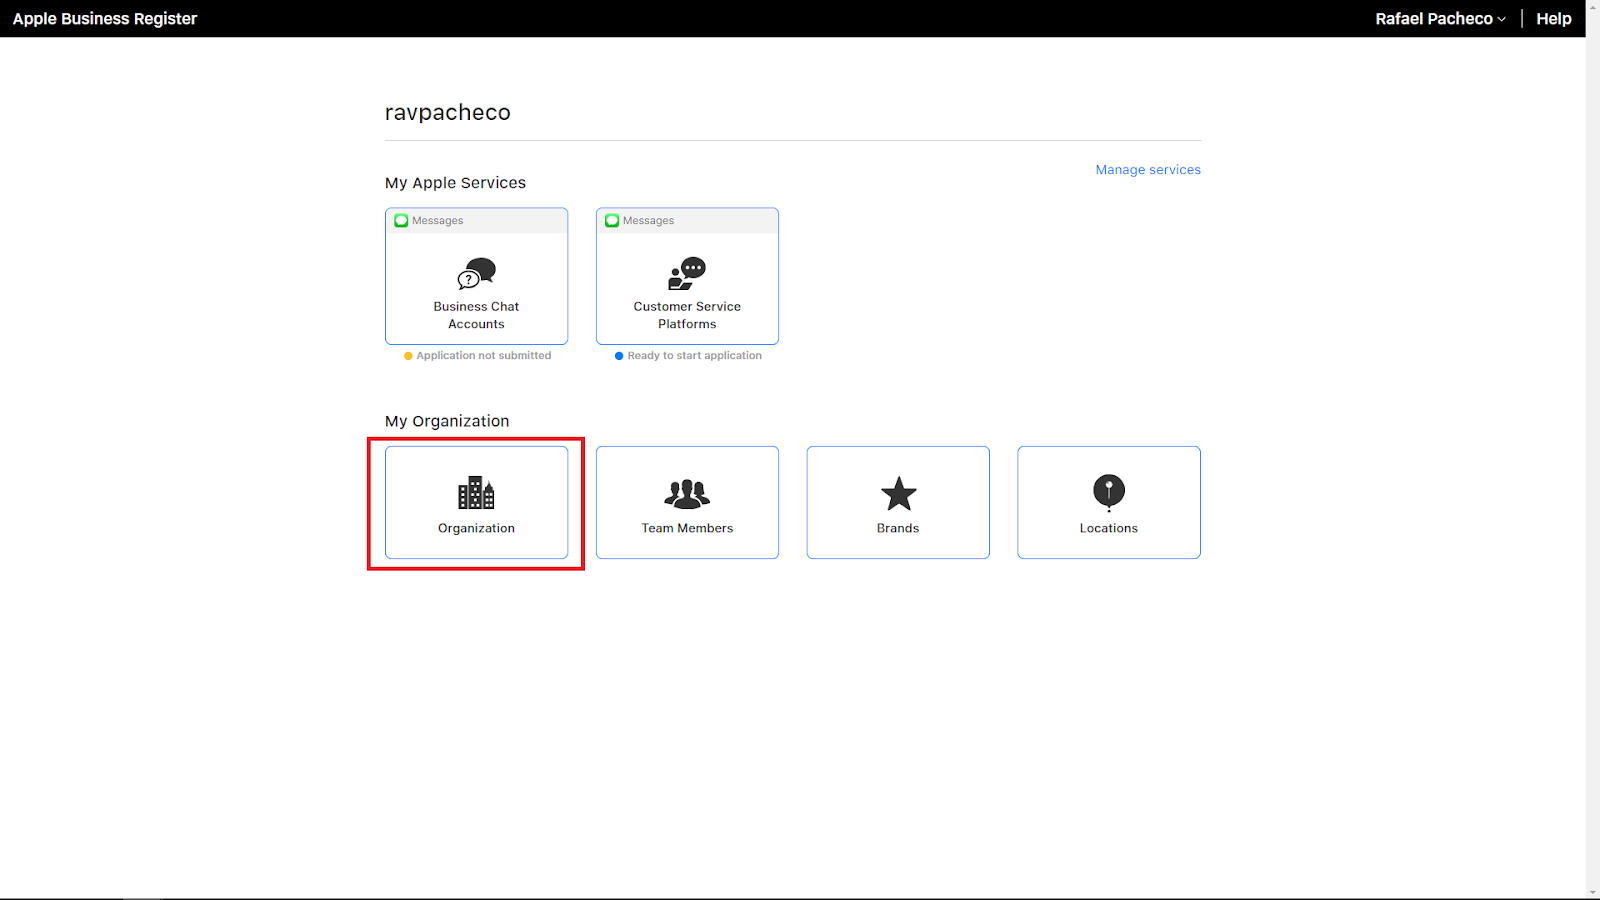 Apple Business Register
Rafael Pacheco
Help
ravpacheco
Manage services
My Apple Services
Messages
?
Business Chat
Accounts
Application not submitted
Messages
Customer Service
Platforms
Ready to start application
My Organization
Organization
Team Members
Brands
Locations